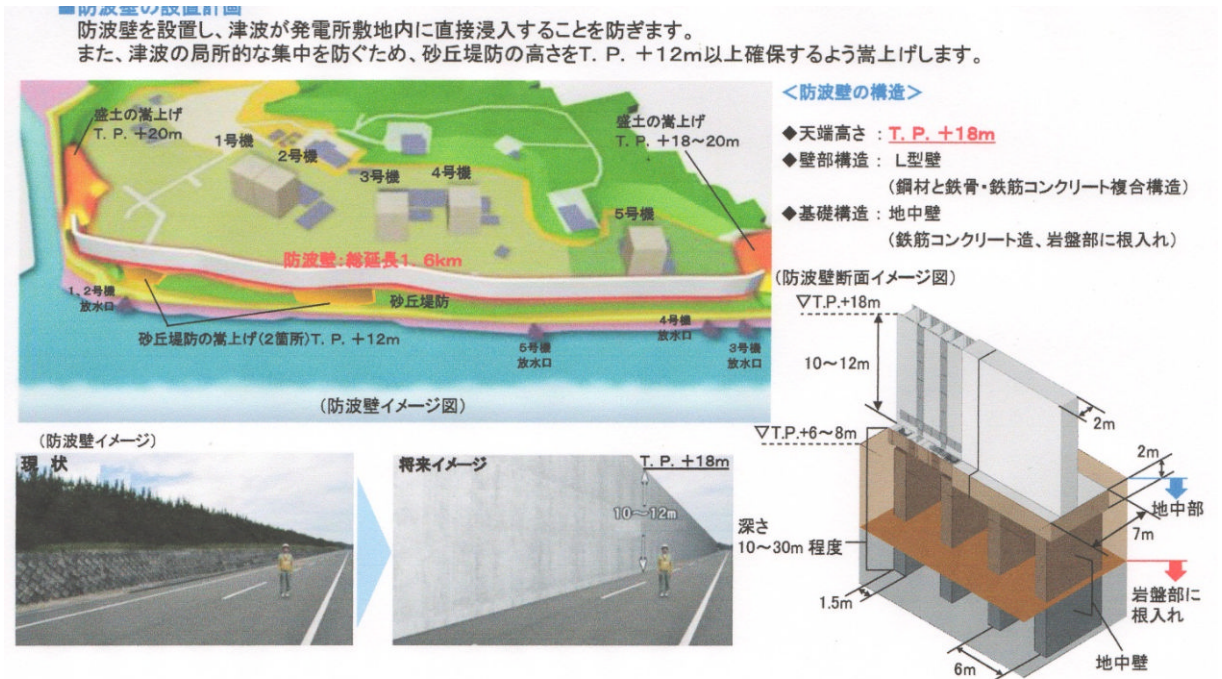 ■防波壁の設置計画
防波壁を設置し、津波が発電所敷地内に直接浸入することを防ぎます。
また、津波の局所的な集中を防ぐため、砂丘堤防の高さをT. P. +12m以上確保するよう嵩上げします。
盛土の嵩上げ
T. P. +20m
1号機
2号機
3号機
4号機
5号機
盛土の嵩上げ
T. P. +18~20m
防波壁:総延長1. 6km
1、2号機
放水口
砂丘堤防
砂丘堤防の嵩上げ(2箇所)T. P. +12m
5号機
放水口
4号機
放水口
3号機
放水口
(防波壁イメージ図)
<防波壁の構造>
◆天端高さ : T. P. +18m
◆壁部構造 : L型壁
(鋼材と鉄骨・鉄筋コンクリート複合構造)
◆基礎構造 : 地中壁
(鉄筋コンクリート造、岩盤部に根入れ)
(防波壁断面イメージ図)
▽T.P.+18m
10~12m
2m
▽T.P.+6~8m
2m
地中部
7m
深さ
10~30m 程度
岩盤部に
根入れ
1.5m
6m
地中壁
(防波壁イメージ)
現 状
将来イメージ
T. P. +18m
10~12m